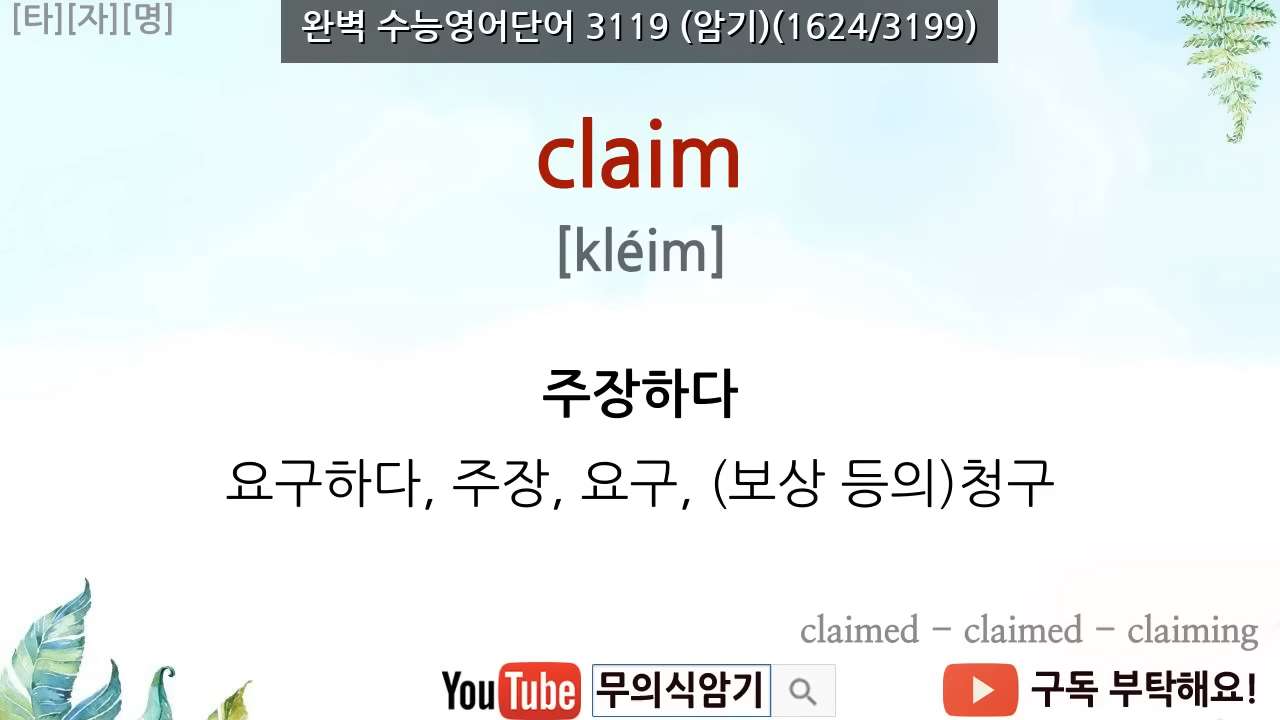 [타][자][명]
완벽 수능영어단어 3119 (암기)(1624/3199)
claim
[kléim]
주장하다
요구하다, 주장, 요구, (보상 등의)청구
claimed - claimed - claiming
YouTube 무의식암기
구독 부탁해요!